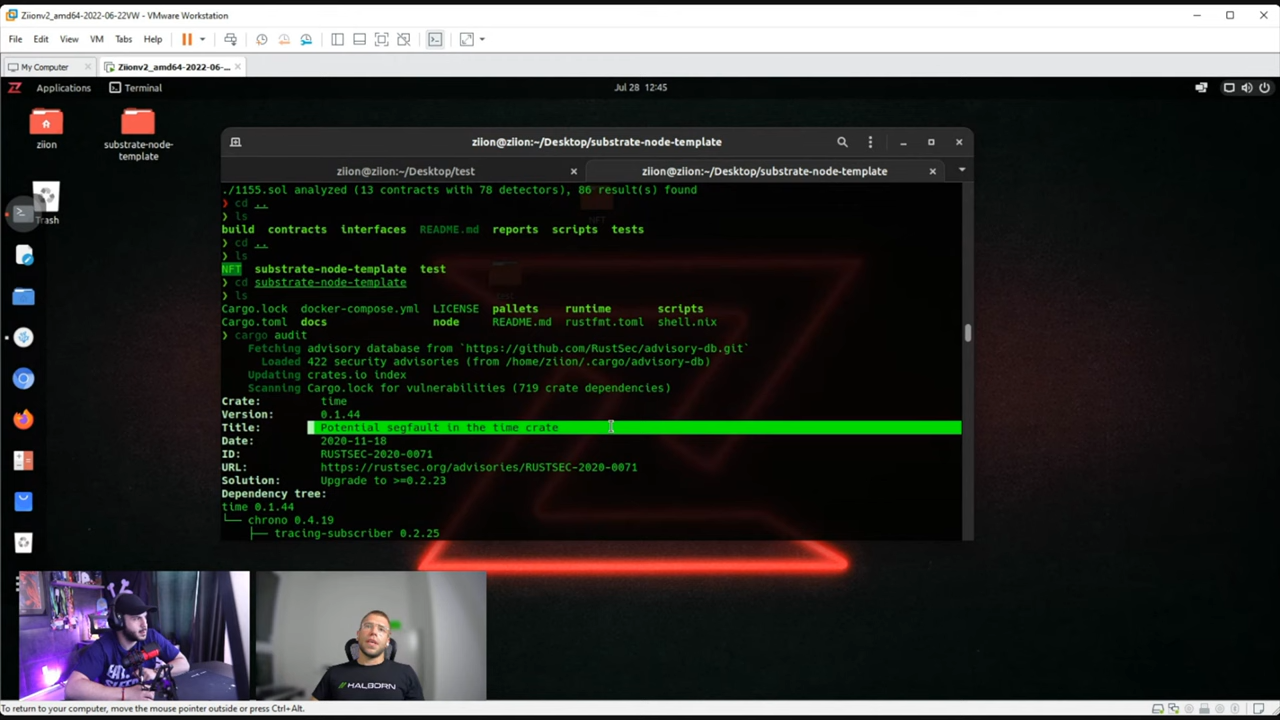 Ziionv2_amd64-2022-06-22VW - VMware Workstation
File Edit View VM Tabs Help
My Computer
Ziionv2_amd64-2022-06-...
Applications Terminal Jul 28 12:45
ziion
substrate-node-template
Trash
ziion@ziion:~/Desktop/substrate-node-template
ziion@ziion:~/Desktop/test ziion@ziion:~/Desktop/substrate-node-template
./1155.sol analyzed (13 contracts with 78 detectors), 86 result(s) found
❯ cd ..
❯ ls
build contracts interfaces README.md reports scripts tests
❯ cd ..
❯ ls
NFT substrate-node-template test
❯ cd substrate-node-template
❯ ls
Cargo.lock docker-compose.yml LICENSE pallets runtime scripts
Cargo.toml docs node README.md rustfmt.toml shell.nix
❯ cargo audit
Fetching advisory database from `https://github.com/RustSec/advisory-db.git`
Loaded 422 security advisories (from /home/ziion/.cargo/advisory-db)
Updating crates.io index
Scanning Cargo.lock for vulnerabilities (719 crate dependencies)
Crate: time
Version: 0.1.44
Title: Potential segfault in the time crate
Date: 2020-11-18
ID: RUSTSEC-2020-0071
URL: https://rustsec.org/advisories/RUSTSEC-2020-0071
Solution: Upgrade to >=0.2.23
Dependency tree:
time 0.1.44
└── chrono 0.4.19
├── tracing-subscriber 0.2.25
HALBORN
To return to your computer, move the mouse pointer outside or press Ctrl+Alt.